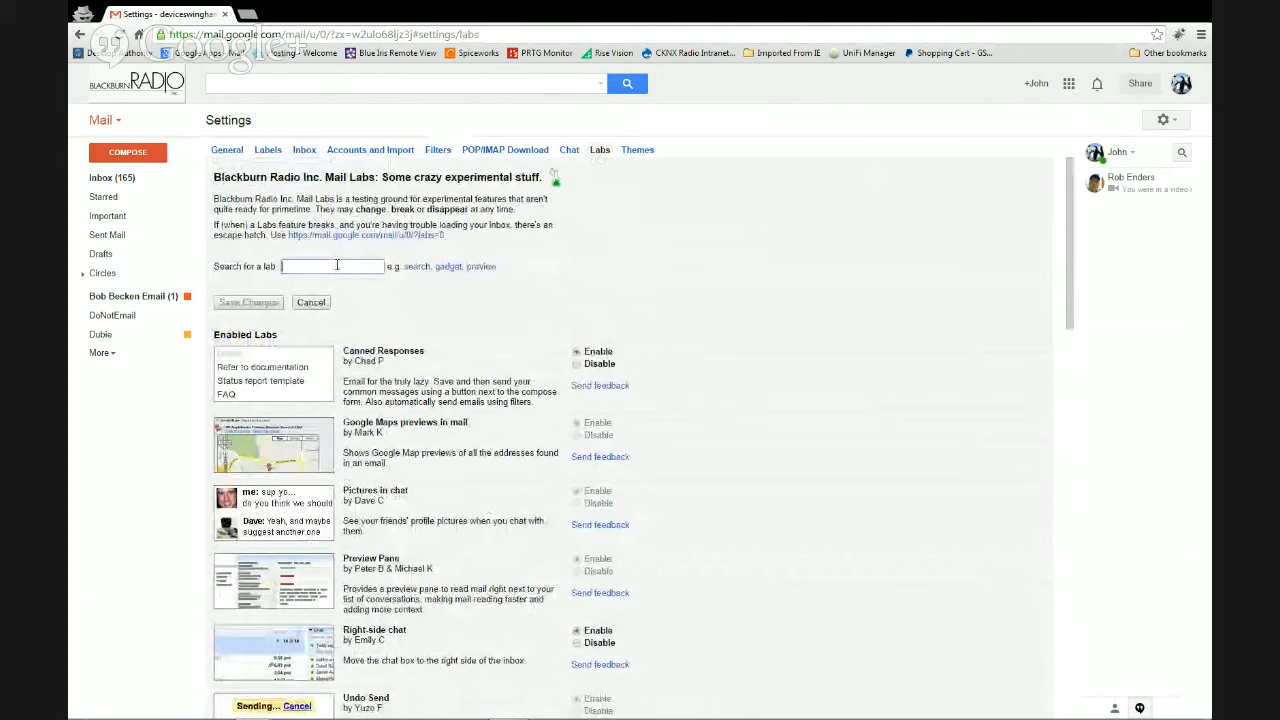 Settings - deviceswinghan
https://mail.google.com/mail/u/0/?zx=w2ulo68ljz3j#settings/labs
Google+
Google Apps
Testing - Welcome
Blue Iris Remote View
Spiceworks
PRTG Monitor
Rise Vision
CKNX Radio Intranet...
Imported From IE
UniFi Manager
Shopping Cart - GS...
Other bookmarks
BLACKBURN RADIO INC.
+John
Share
Mail
Settings
COMPOSE
Inbox (165)
Starred
Important
Sent Mail
Drafts
Circles
Bob Becken Email (1)
DoNotEmail
Dubie
More
General Labels Inbox Accounts and Import Filters POP/IMAP Download Chat Labs Themes
Blackburn Radio Inc. Mail Labs: Some crazy experimental stuff.
Blackburn Radio Inc. Mail Labs is a testing ground for experimental features that aren't
quite ready for primetime. They may change, break or disappear at any time.
If (when) a Labs feature breaks, and you're having trouble loading your inbox, there's an
escape hatch. Use https://mail.google.com/mail/u/0/?labs=0.
Search for a lab: e.g. search, gadget, preview
Save Changes Cancel
Enabled Labs
Refer to documentation
Status report template
FAQ
Canned Responses
by Chad P
Email for the truly lazy. Save and then send your
common messages using a button next to the compose
form. Also automatically send emails using filters.
Enable
Disable
Send feedback
Google Maps previews in mail
by Mark K
Shows Google Map previews of all the addresses found
in an email.
Enable
Disable
Send feedback
me: sup yo...
do you think we should
Dave: Yeah, and maybe
suggest another one
Pictures in chat
by Dave C
See your friends' profile pictures when you chat with
them.
Enable
Disable
Send feedback
Preview Pane
by Peter B & Michael K
Provides a preview pane to read mail right next to your
list of conversations, making mail reading faster and
adding more context.
Enable
Disable
Send feedback
Right-side chat
by Emily C
Move the chat box to the right side of the inbox.
Enable
Disable
Send feedback
Sending... Cancel
Undo Send
by Yuzo F
Enable
Disable
John
Rob Enders
You were in a video c